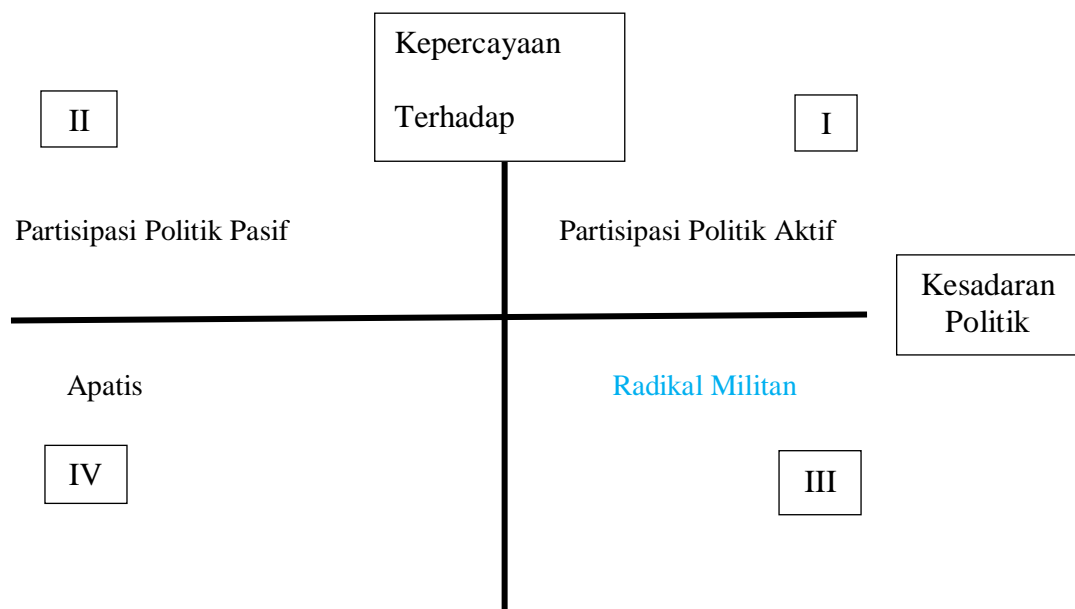 Kepercayaan
Terhadap
II
I
Partisipasi Politik Pasif
Partisipasi Politik Aktif
Kesadaran
Politik
Apatis
Radikal Militan
IV
III